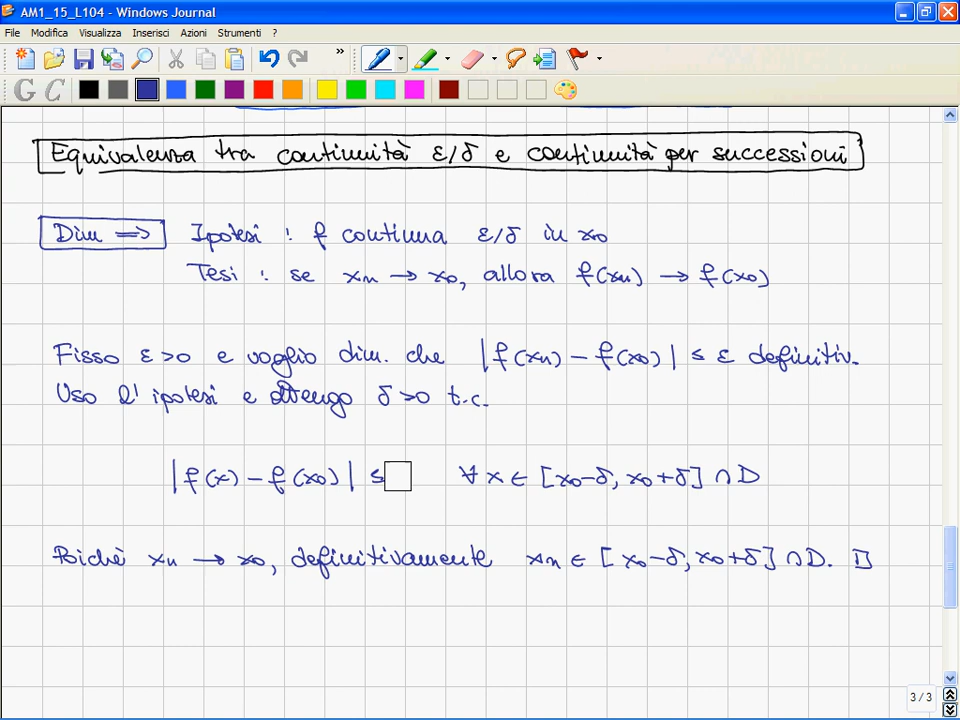 AM1_15_L104 - Windows Journal
File Modifica Visualizza Inserisci Azioni Strumenti ?
Equivalenza tra continuità ε/δ e continuità per successioni
Dim => Ipotesi : f continua ε/δ in x0
Tesi : se xn → x0, allora f(xn) → f(x0)
Fisso ε>0 e voglio dim. che |f(xn) - f(x0)| ≤ ε definitiv.
Uso l'ipotesi e ottengo δ>0 t.c.
|f(x) - f(x0)| ≤ ∀ x ∈ [x0-δ, x0+δ] ∩ D
Poichè xn → x0, definitivamente xn ∈ [x0-δ, x0+δ] ∩ D.
3 / 3